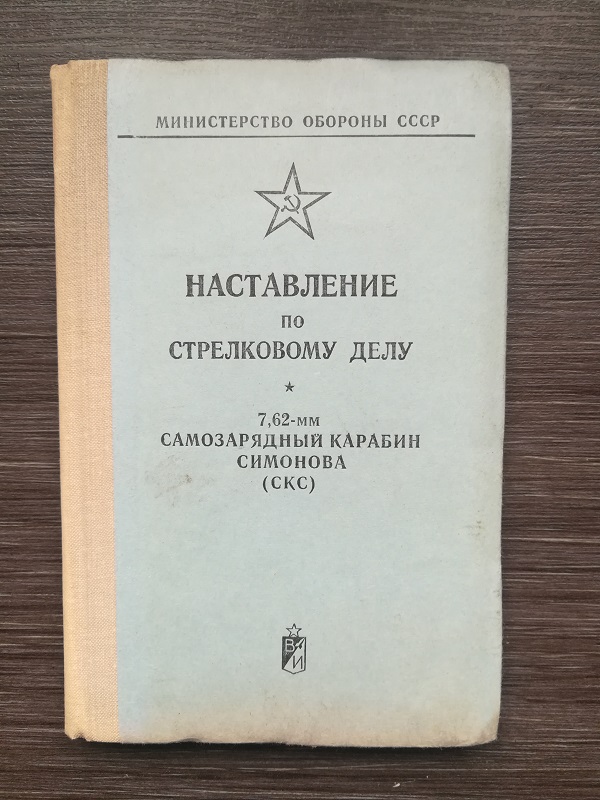 МИНИСТЕРСТВО ОБОРОНЫ СССР
НАСТАВЛЕНИЕ
ПО
СТРЕЛКОВОМУ ДЕЛУ
7,62-мм
САМОЗАРЯДНЫЙ КАРАБИН
СИМОНОВА
(СКС)
В
И